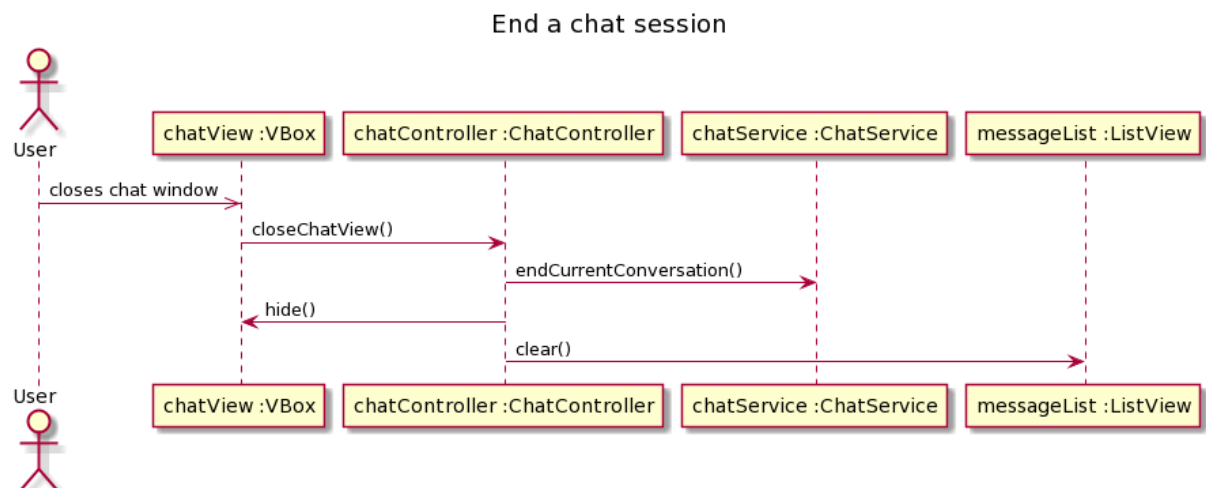 End a chat session
User
chatView :VBox
chatController :ChatController
chatService :ChatService
messageList :ListView
closes chat window
closeChatView()
endCurrentConversation()
hide()
clear()
User
chatView :VBox
chatController :ChatController
chatService :ChatService
messageList :ListView